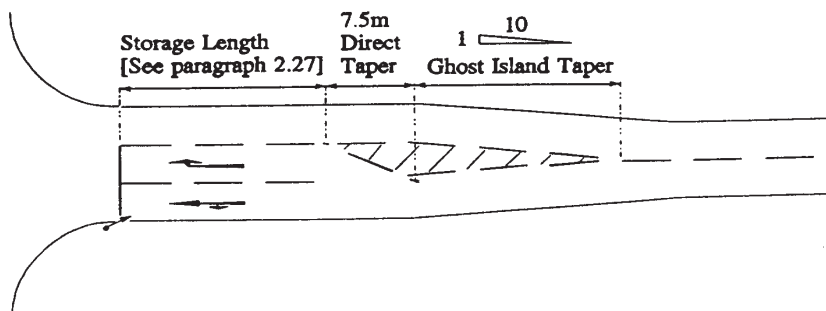 Storage Length
[See paragraph 2.27]
7.5m
Direct
Taper
1 10
Ghost Island Taper